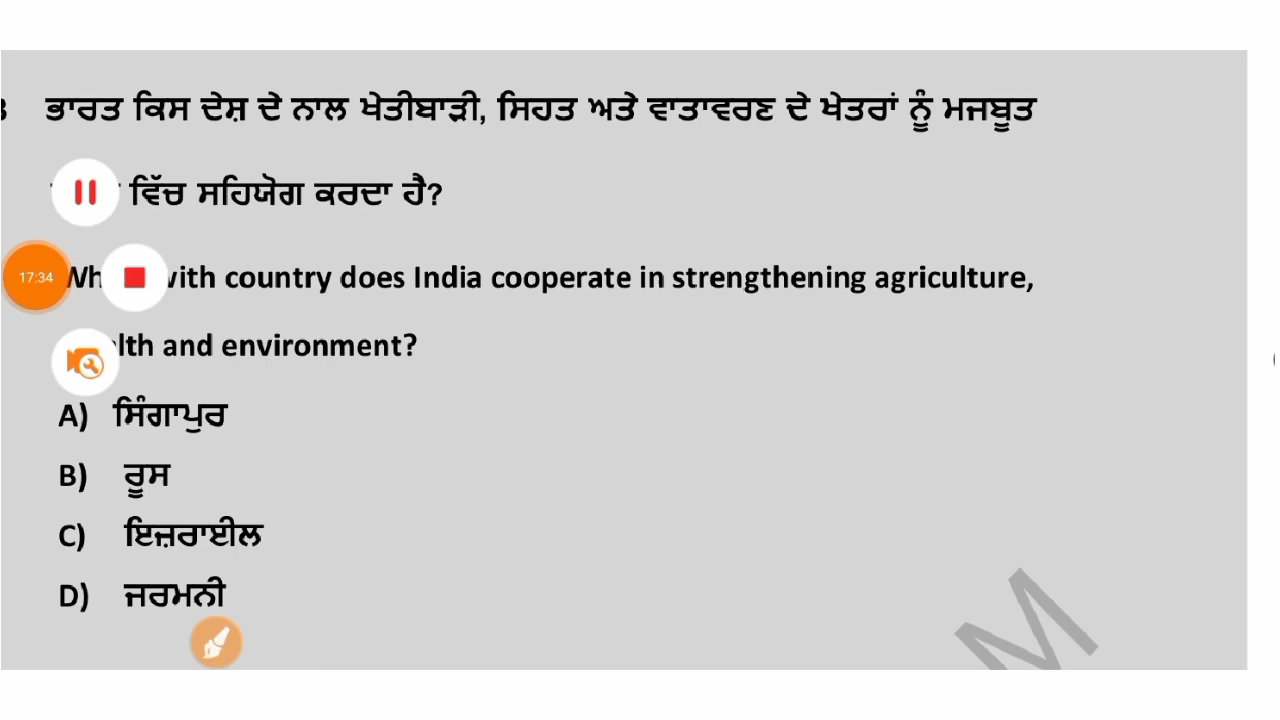 ਭਾਰਤ ਕਿਸ ਦੇਸ਼ ਦੇ ਨਾਲ ਖੇਤੀਬਾੜੀ, ਸਿਹਤ ਅਤੇ ਵਾਤਾਵਰਣ ਦੇ ਖੇਤਰਾਂ ਨੂੰ ਮਜਬੂਤ
ਵਿੱਚ ਸਹਿਯੋਗ ਕਰਦਾ ਹੈ?
17:34
country does India cooperate in strengthening agriculture,
and environment?
A) ਸਿੰਗਾਪੁਰ
B) ਰੂਸ
C) ਇਜ਼ਰਾਈਲ
D) ਜਰਮਨੀ
M